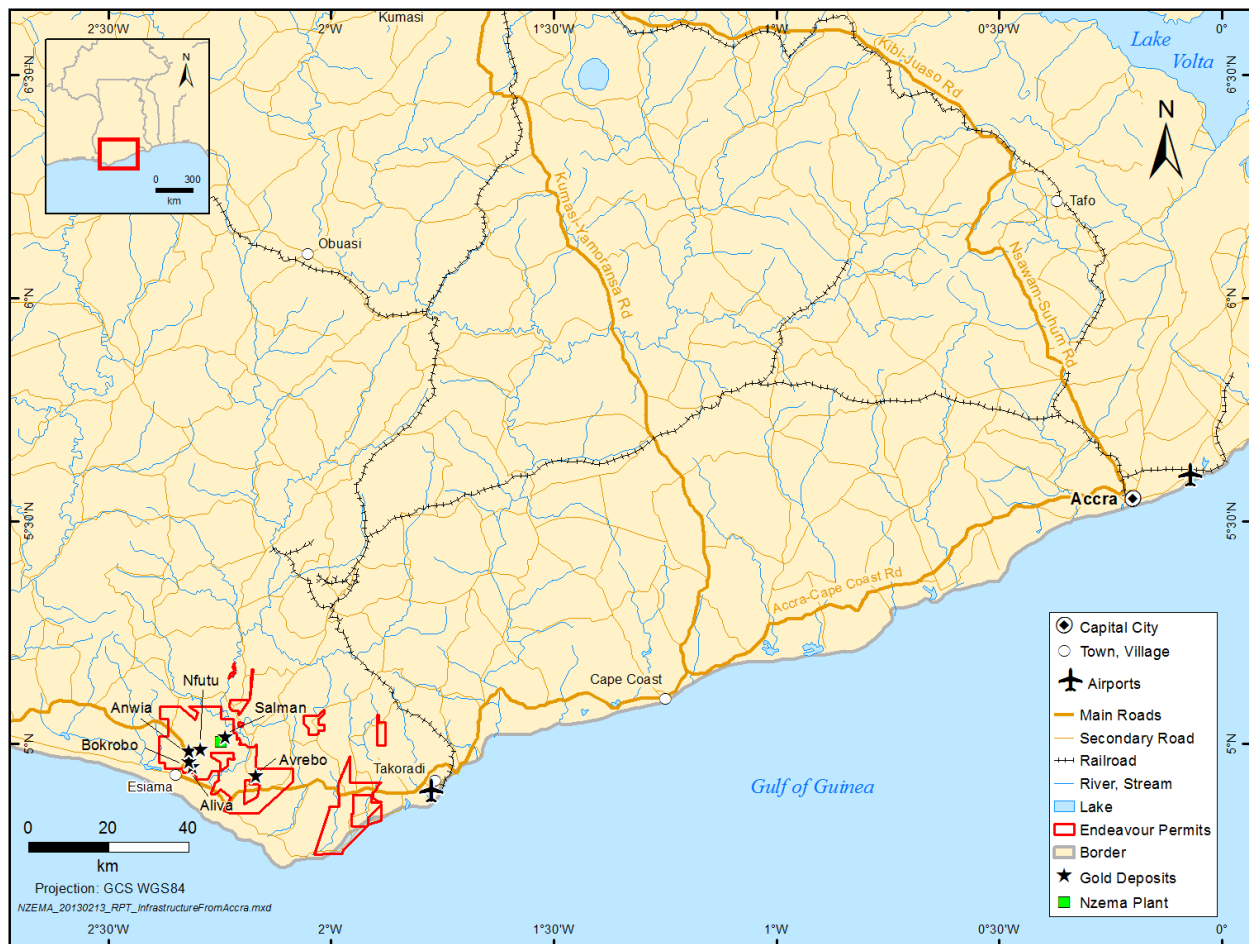 2°30'W
2°W
1°30'W
1°W
0°30'W
0°
Kumasi
Lake
Volta
6°30'N
6°30'N
N
0 300
km
N
Kibi-Juaso Rd
Kumasi-Yamoransa Rd
Tafo
Obuasi
Nsawam-Suhum Rd
6°N
6°N
Accra
5°30'N
5°30'N
Accra-Cape Coast Rd
Cape Coast
Nfutu
Anwia
Salman
Bokrobo
Avrebo
Takoradi
Esiama
Aliva
5°N
5°N
Gulf of Guinea
0 20 40
km
Projection: GCS WGS84
NZEMA_20130213_RPT_InfrastructureFromAccra.mxd
Capital City
Town, Village
Airports
Main Roads
Secondary Road
Railroad
River, Stream
Lake
Endeavour Permits
Border
Gold Deposits
Nzema Plant
2°30'W
2°W
1°30'W
1°W
0°30'W
0°